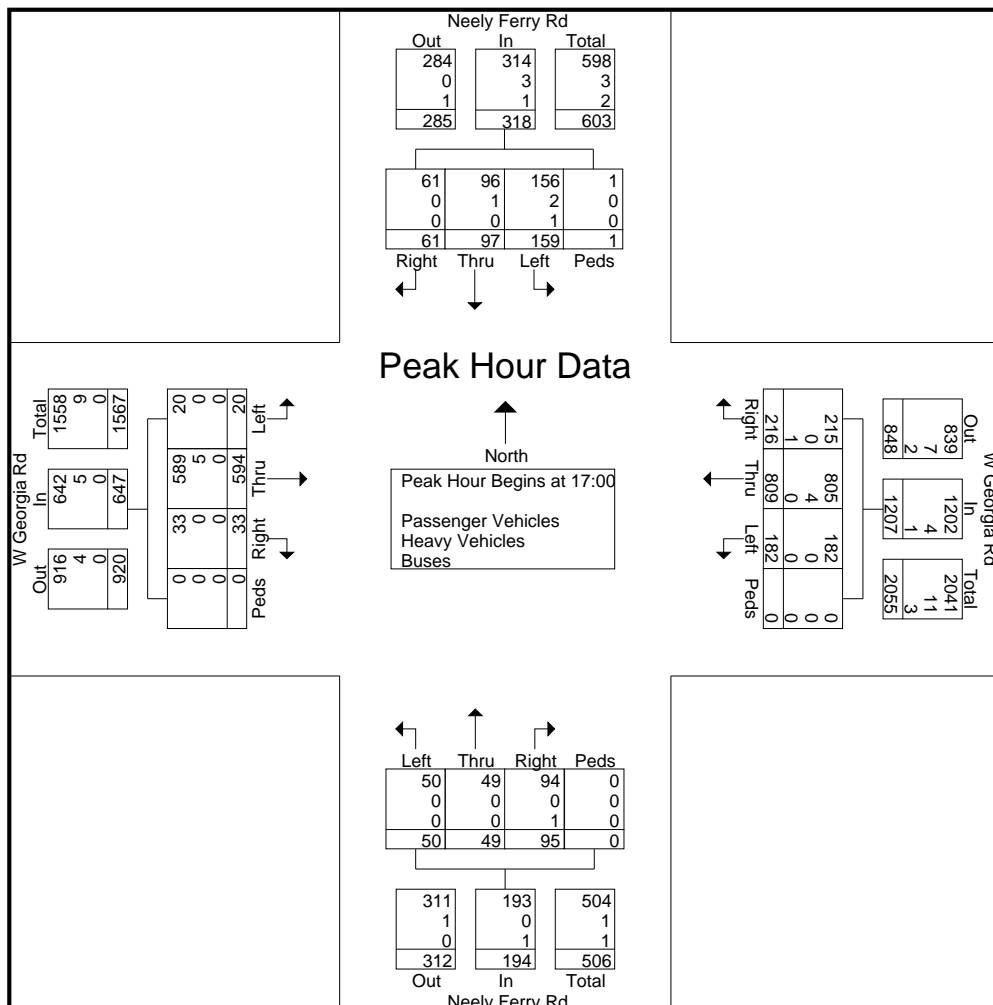 Neely Ferry Rd
Out In Total
284 314 598
0 3 3
1 1 2
285 318 603
61 96 156 1
0 1 2 0
0 0 1 0
61 97 159 1
Right Thru Left Peds
Peak Hour Data
North
Peak Hour Begins at 17:00
Passenger Vehicles
Heavy Vehicles
Buses
W Georgia Rd
Total In Out
1558 642 916
9 5 4
0 0 0
1567 647 920
20 589 33 0
0 5 0 0
0 0 0 0
20 594 33 0
Left Thru Right Peds
W Georgia Rd
Out In Total
839 1202 2041
7 4 11
2 1 3
848 1207 2055
215 805 182 0
0 4 0 0
1 0 0 0
216 809 182 0
Right Thru Left Peds
Left Thru Right Peds
50 49 94 0
0 0 0 0
0 0 1 0
50 49 95 0
311 193 504
1 0 1
0 1 1
312 194 506
Out In Total
Neely Ferry Rd